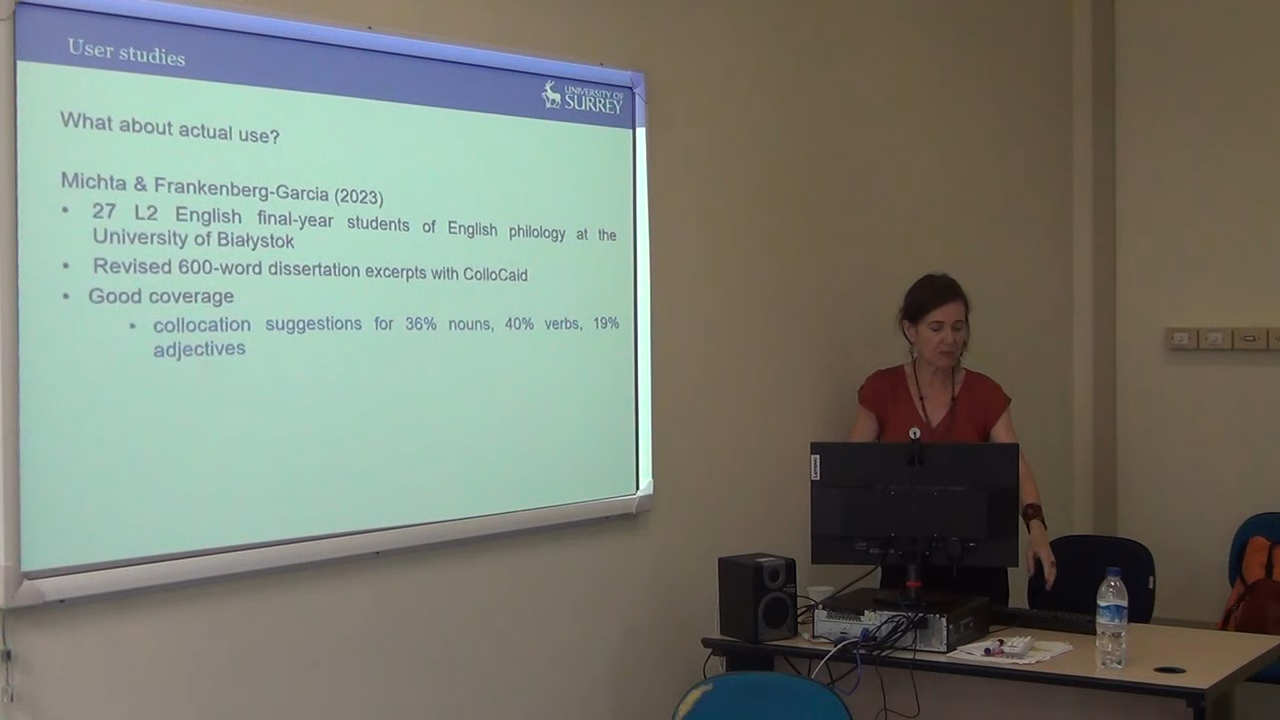 User studies
UNIVERSITY OF
SURREY
What about actual use?
Michta & Frankenberg-Garcia (2023)
• 27 L2 English final-year students of English philology at the
University of Białystok
• Revised 600-word dissertation excerpts with ColloCaid
• Good coverage
• collocation suggestions for 36% nouns, 40% verbs, 19%
adjectives
Lenovo